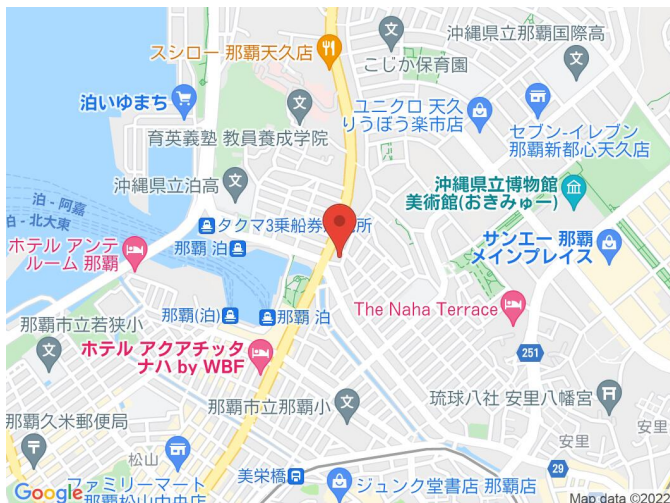 スシロー 那覇天久店
沖縄県立那覇国際高
こじか保育園
泊いゆまち
ユニクロ 天久
りうぼう楽市店
セブン-イレブン
那覇新都心天久店
育英義塾 教員養成学院
沖縄県立泊高
沖縄県立博物館
美術館(おきみゅー)
泊 - 阿嘉
泊 - 北大東
タクマ3乗船券
所
ホテル アンテ
ルーム 那覇
那覇 泊
サンエー 那覇
メインプレイス
The Naha Terrace
那覇(泊)
那覇 泊
那覇市立若狭小
ホテル アクアチッタ
ナハ by WBF
251
那覇市立那覇小
琉球八社 安里八幡宮
那覇久米郵便局
松山
安里
安里
ファミリーマート
那覇松山中央店
美栄橋
ジュンク堂書店 那覇店
29
Google
Map data ©2022